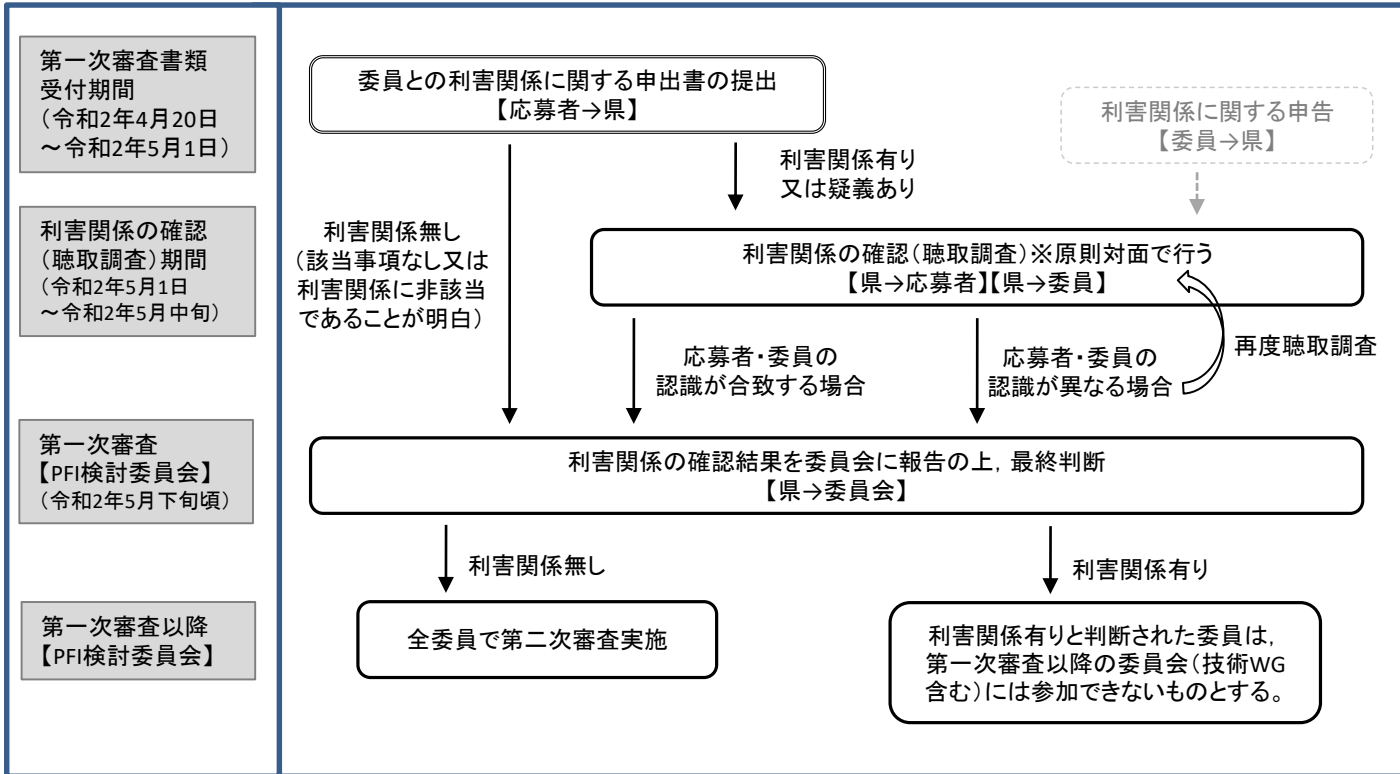 第一次審査書類
受付期間
(令和2年4月20日
～令和2年5月1日)
委員との利害関係に関する申出書の提出
【応募者→県】
利害関係に関する申告
【委員→県】
利害関係有り
又は疑義あり
利害関係の確認
(聴取調査)期間
(令和2年5月1日
～令和2年5月中旬)
利害関係無し
(該当事項なし又は
利害関係に非該当
であることが明白)
利害関係の確認(聴取調査)※原則対面で行う
【県→応募者】【県→委員】
応募者・委員の
認識が合致する場合
応募者・委員の
認識が異なる場合
再度聴取調査
第一次審査
【PFI検討委員会】
(令和2年5月下旬頃)
利害関係の確認結果を委員会に報告の上，最終判断
【県→委員会】
利害関係無し
利害関係有り
第一次審査以降
【PFI検討委員会】
全委員で第二次審査実施
利害関係有りと判断された委員は，
第一次審査以降の委員会(技術WG
含む)には参加できないものとする。